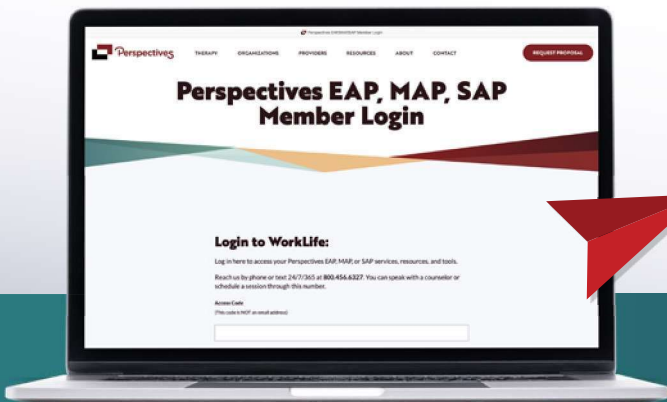 Perspectives EAP/MAP/SAP Member Login
Perspectives
THERAPY ORGANIZATIONS PROVIDERS RESOURCES ABOUT CONTACT
REQUEST PROPOSAL
Perspectives EAP, MAP, SAP
Member Login
Login to WorkLife:
Log in here to access your Perspectives EAP, MAP, or SAP services, resources, and tools.
Reach us by phone or text 24/7/365 at 800.456.6327. You can speak with a counselor or
schedule a session through this number.
Access Code
(This code is NOT an email address)